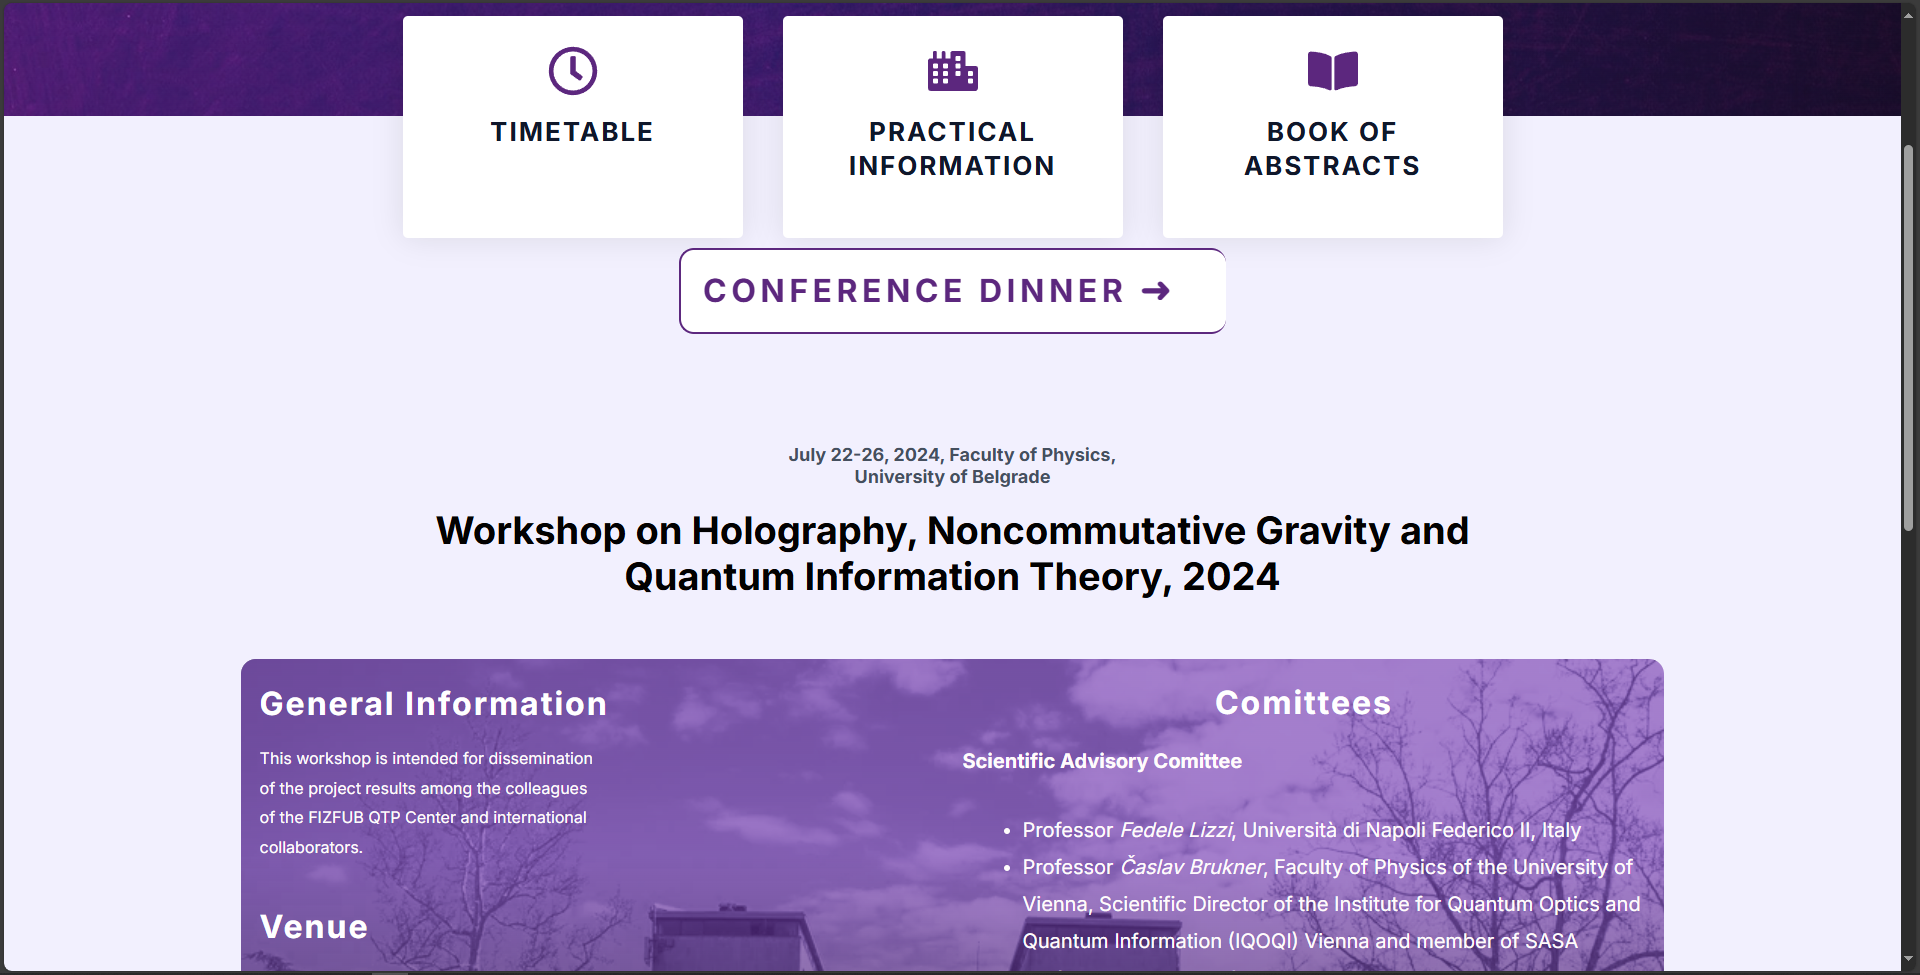 TIMETABLE
PRACTICAL
INFORMATION
BOOK OF
ABSTRACTS
CONFERENCE DINNER ➜
July 22-26, 2024, Faculty of Physics,
University of Belgrade
Workshop on Holography, Noncommutative Gravity and
Quantum Information Theory, 2024
General Information
This workshop is intended for dissemination
of the project results among the colleagues
of the FIZFUB QTP Center and international
collaborators.
Venue
Comittees
Scientific Advisory Comittee
• Professor Fedele Lizzi, Università di Napoli Federico II, Italy
• Professor Časlav Brukner, Faculty of Physics of the University of
Vienna, Scientific Director of the Institute for Quantum Optics and
Quantum Information (IQOQI) Vienna and member of SASA